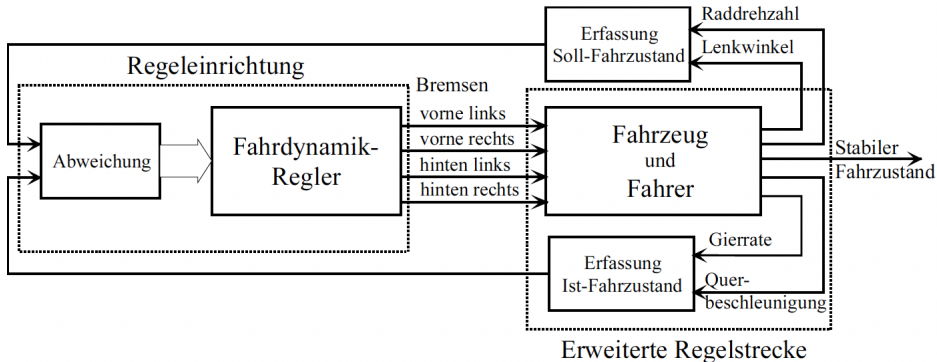 Erfassung
Soll-Fahrzustand
Raddrehzahl
Lenkwinkel
Regeleinrichtung
Bremsen
Abweichung
Fahrdynamik-
Regler
vorne links
vorne rechts
hinten links
hinten rechts
Fahrzeug
und
Fahrer
Stabiler
Fahrzustand
Erfassung
Ist-Fahrzustand
Gierrate
Quer-
beschleunigung
Erweiterte Regelstrecke